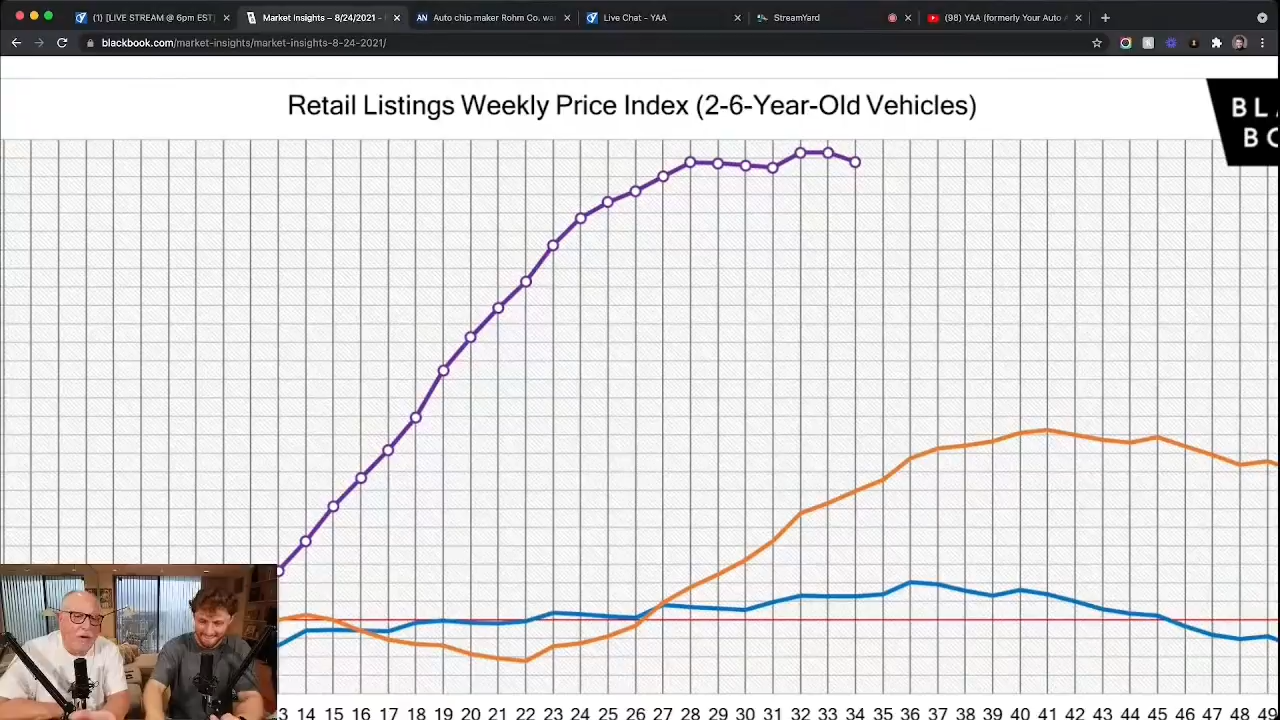 (1) [LIVE STREAM @ 6pm EST]
Market Insights – 8/24/2021 -
Auto chip maker Rohm Co. wa
Live Chat - YAA
StreamYard
(98) YAA (formerly Your Auto
blackbook.com/market-insights/market-insights-8-24-2021/
Retail Listings Weekly Price Index (2-6-Year-Old Vehicles)
BLA
BO
3 14 15 16 17 18 19 20 21 22 23 24 25 26 27 28 29 30 31 32 33 34 35 36 37 38 39 40 41 42 43 44 45 46 47 48 49